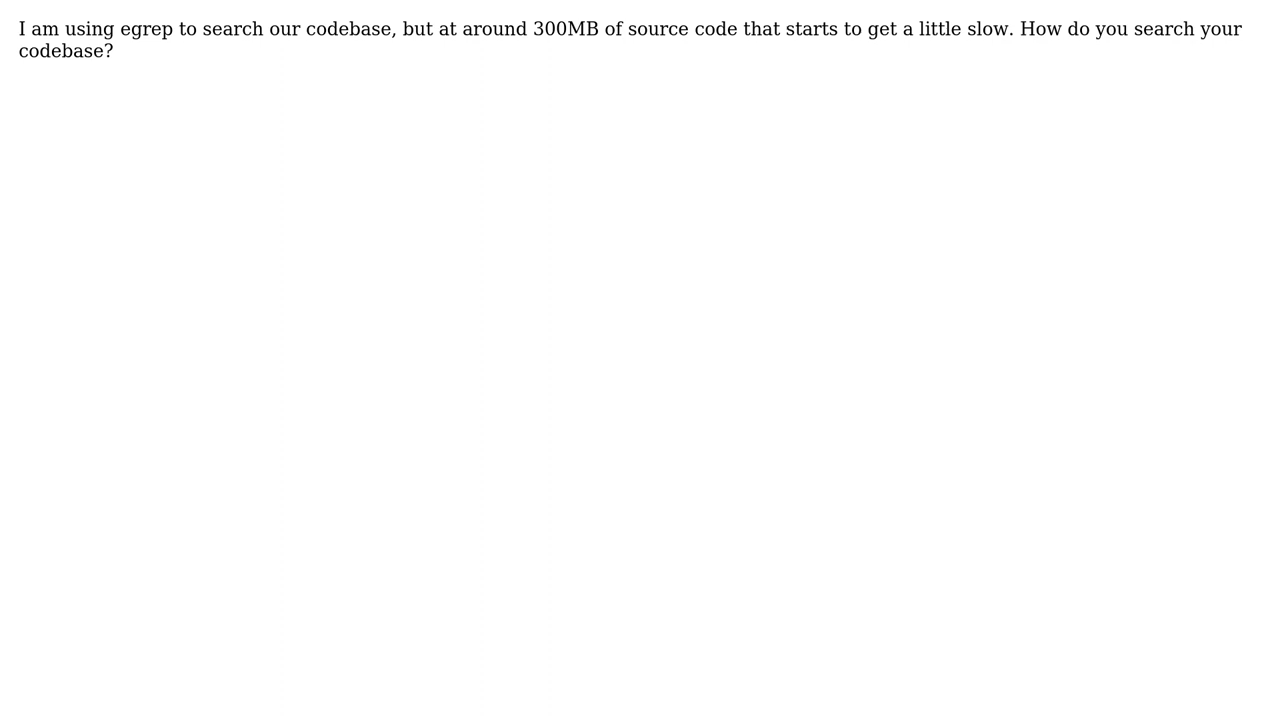 I am using egrep to search our codebase, but at around 300MB of source code that starts to get a little slow. How do you search your
codebase?